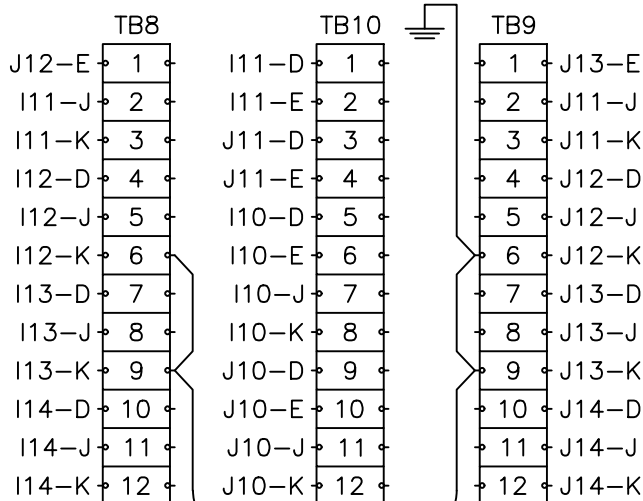 TB8 TB10 TB9
J12-E 1 I11-D 1 1 J13-E
I11-J 2 I11-E 2 2 J11-J
I11-K 3 J11-D 3 3 J11-K
I12-D 4 J11-E 4 4 J12-D
I12-J 5 I10-D 5 5 J12-J
I12-K 6 I10-E 6 6 J12-K
I13-D 7 I10-J 7 7 J13-D
I13-J 8 I10-K 8 8 J13-J
I13-K 9 J10-D 9 9 J13-K
I14-D 10 J10-E 10 10 J14-D
I14-J 11 J10-J 11 11 J14-J
I14-K 12 J10-K 12 12 J14-K